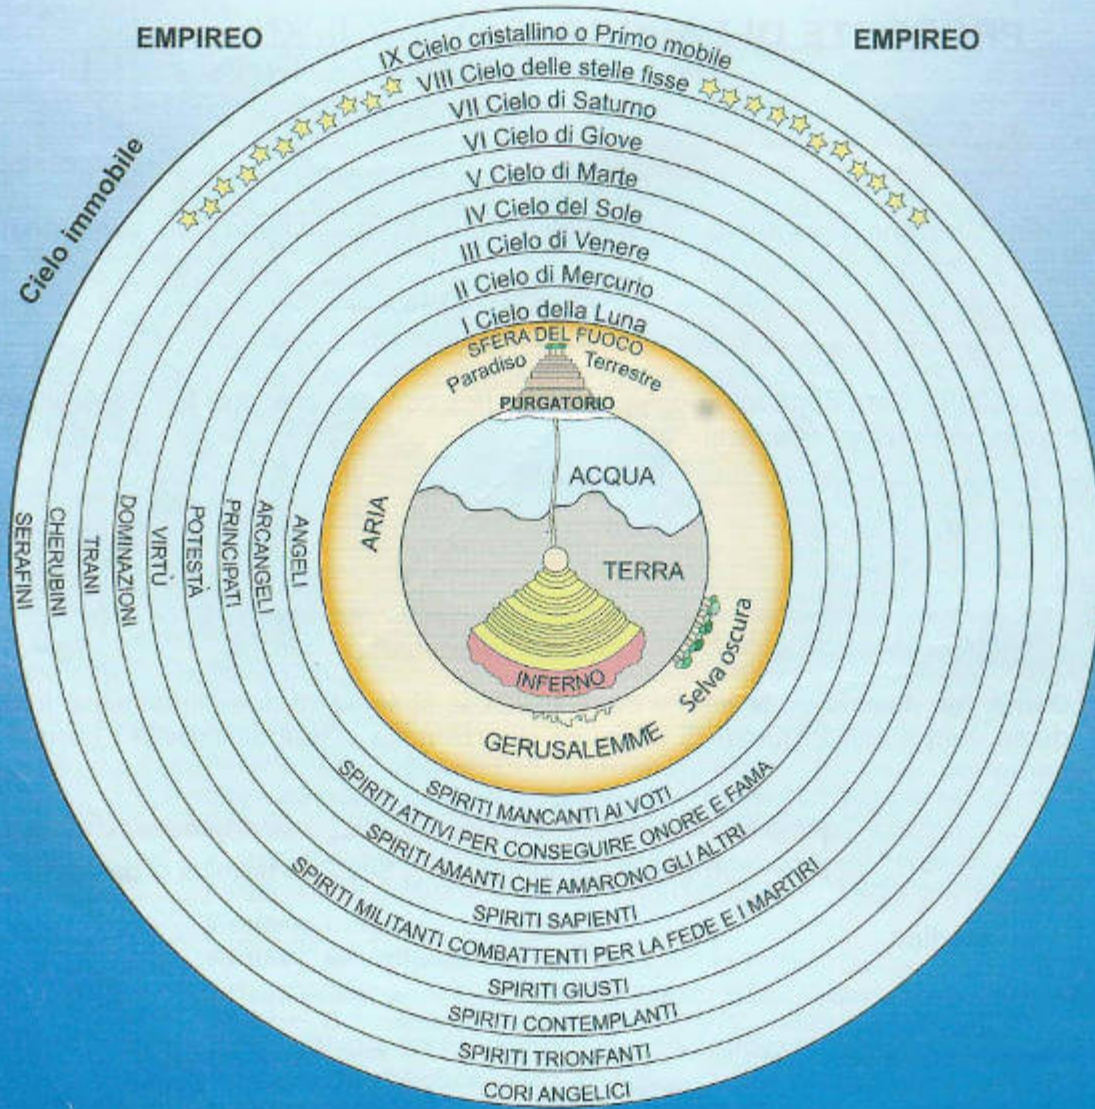 EMPIREO
EMPIREO
Cielo immobile
IX Cielo cristallino o Primo mobile
VIII Cielo delle stelle fisse
VII Cielo di Saturno
VI Cielo di Giove
V Cielo di Marte
IV Cielo del Sole
III Cielo di Venere
II Cielo di Mercurio
I Cielo della Luna
SFERA DEL FUOCO
Paradiso Terrestre
PURGATORIO
ACQUA
ARIA
TERRA
INFERNO
Selva oscura
GERUSALEMME
SERAFINI
CHERUBINI
TRANI
DOMINAZIONI
VIRTÙ
POTESTÀ
PRINCIPATI
ARCANGELI
ANGELI
SPIRITI MANCANTI AI VOTI
SPIRITI ATTIVI PER CONSEGUIRE ONORE E FAMA
SPIRITI AMANTI CHE AMARONO GLI ALTRI
SPIRITI SAPIENTI
SPIRITI MILITANTI COMBATTENTI PER LA FEDE E I MARTIRI
SPIRITI GIUSTI
SPIRITI CONTEMPLANTI
SPIRITI TRIONFANTI
CORI ANGELICI